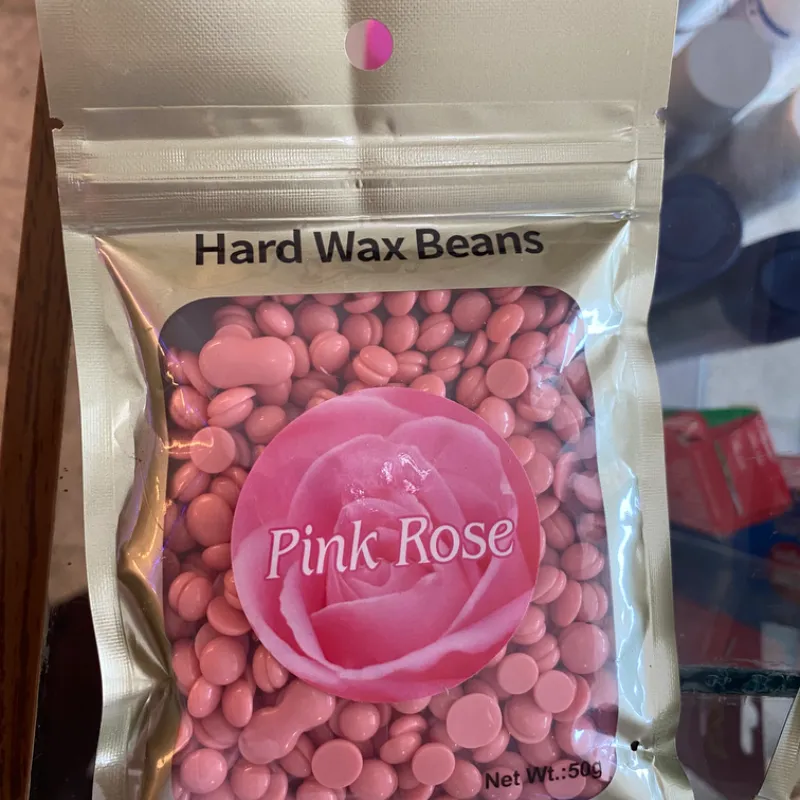 Hard Wax Beans
Pink Rose
Net Wt.:50g